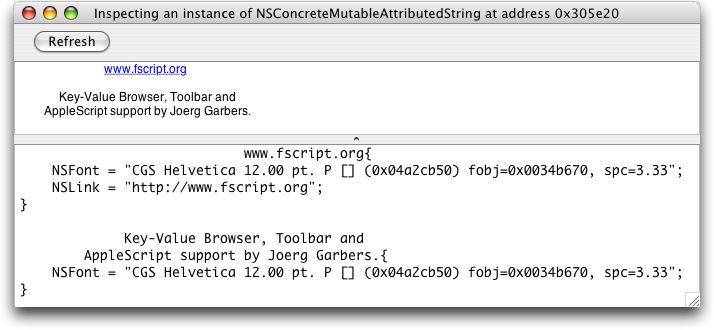 Inspecting an instance of NSConcreteMutableAttributedString at address 0x305e20
Refresh
www.fscript.org
Key-Value Browser, Toolbar and
AppleScript support by Joerg Garbers.
www.fscript.org{
NSFont = "CGS Helvetica 12.00 pt. P [] (0x04a2cb50) fobj=0x0034b670, spc=3.33";
NSLink = "http://www.fscript.org";
}
Key-Value Browser, Toolbar and
AppleScript support by Joerg Garbers.{
NSFont = "CGS Helvetica 12.00 pt. P [] (0x04a2cb50) fobj=0x0034b670, spc=3.33";
}